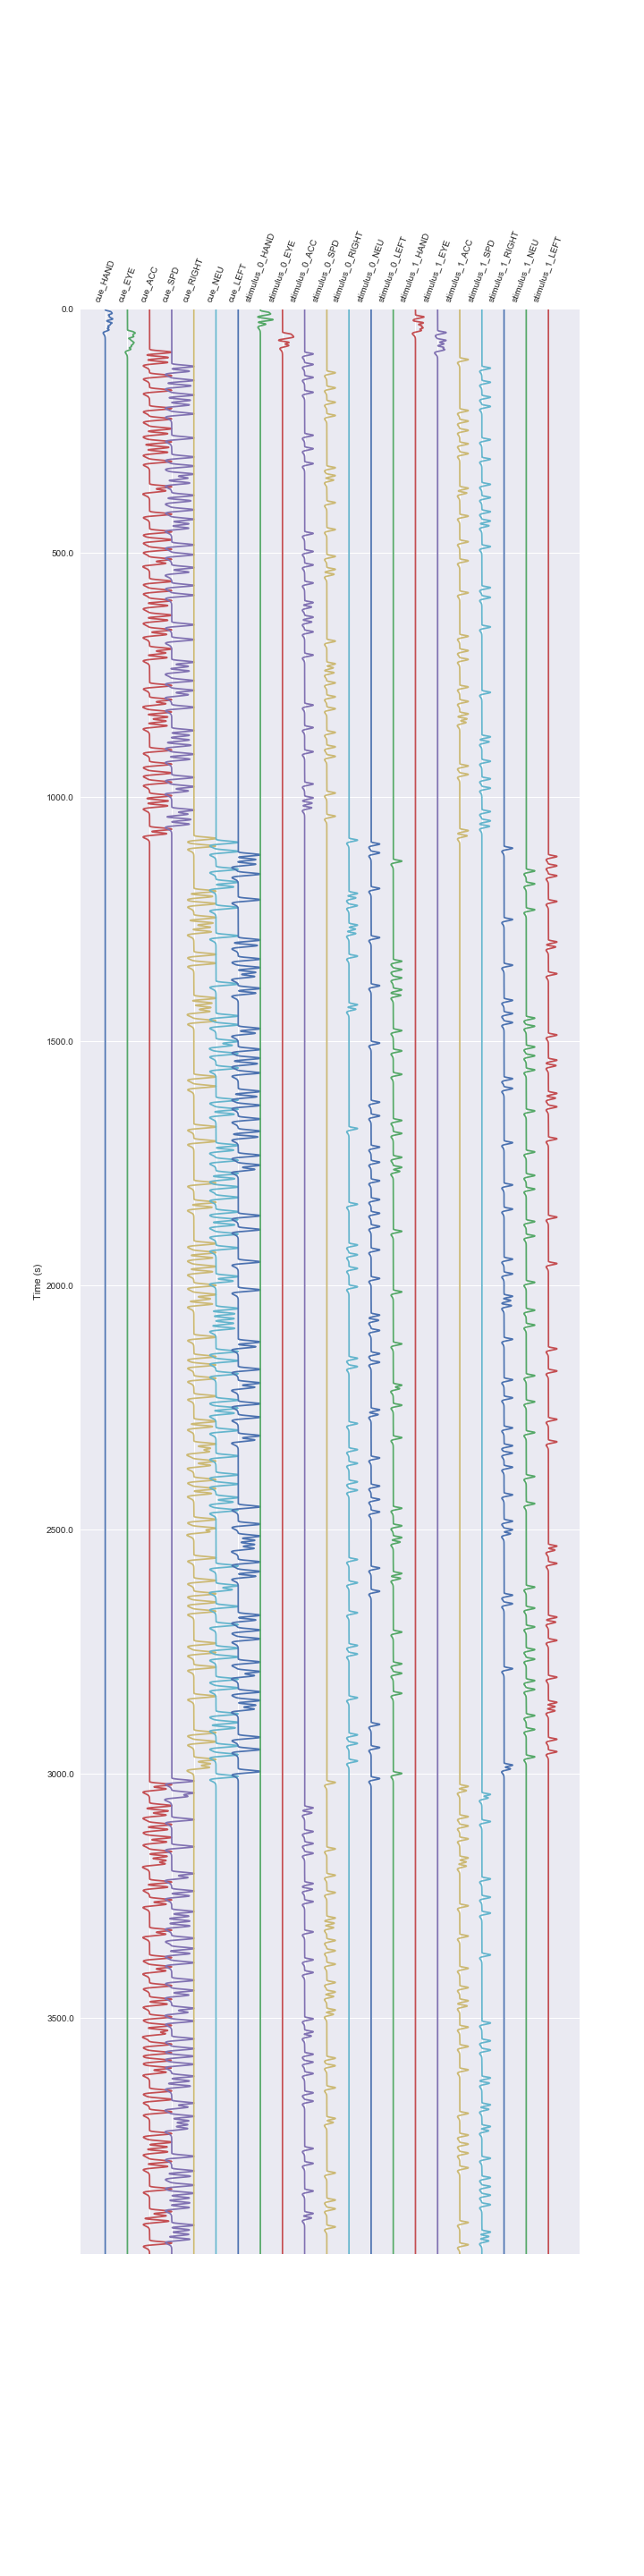 cue_HAND
cue_EYE
cue_ACC
cue_SPD
cue_RIGHT
cue_NEU
cue_LEFT
stimulus_0_HAND
stimulus_0_EYE
stimulus_0_ACC
stimulus_0_SPD
stimulus_0_RIGHT
stimulus_0_NEU
stimulus_0_LEFT
stimulus_1_HAND
stimulus_1_EYE
stimulus_1_ACC
stimulus_1_SPD
stimulus_1_RIGHT
stimulus_1_NEU
stimulus_1_LEFT
0.0
500.0
1000.0
1500.0
2000.0
2500.0
3000.0
3500.0
Time (s)